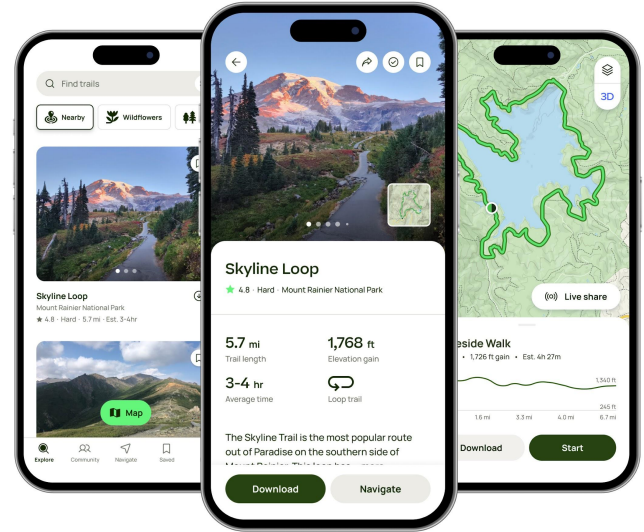 Find trails
Nearby
Wildflowers
Skyline Loop
Mount Rainier National Park
4.8 · Hard · 5.7 mi · Est. 3-4hr
Map
Explore
Community
Navigate
Saved
Skyline Loop
4.8 · Hard · Mount Rainier National Park
5.7 mi
Trail length
1,768 ft
Elevation gain
3-4 hr
Average time
Loop trail
The Skyline Trail is the most popular route
out of Paradise on the southern side of
3D
Live share
eside Walk
• 1,726 ft gain • Est. 4h 27m
1,340 ft
245 ft
1.6 mi
3.3 mi
4.0 mi
6.7 mi
Download
Start
Download
Navigate